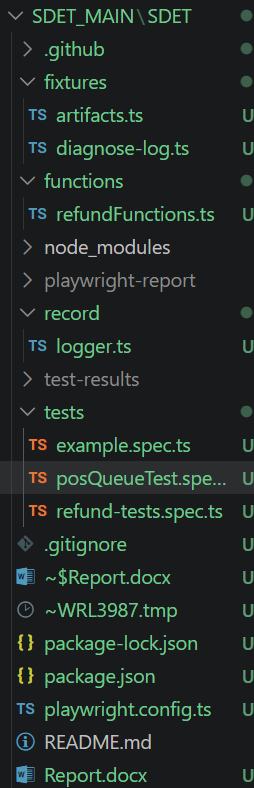 SDET_MAIN\SDET
.github
fixtures
TS artifacts.ts U
TS diagnose-log.ts U
functions
TS refundFunctions.ts U
node_modules
playwright-report
record
TS logger.ts U
test-results
tests
TS example.spec.ts U
TS posQueueTest.spe... U
TS refund-tests.spec.ts U
.gitignore U
~$Report.docx U
~WRL3987.tmp U
{ } package-lock.json U
{ } package.json U
TS playwright.config.ts U
README.md
Report.docx U